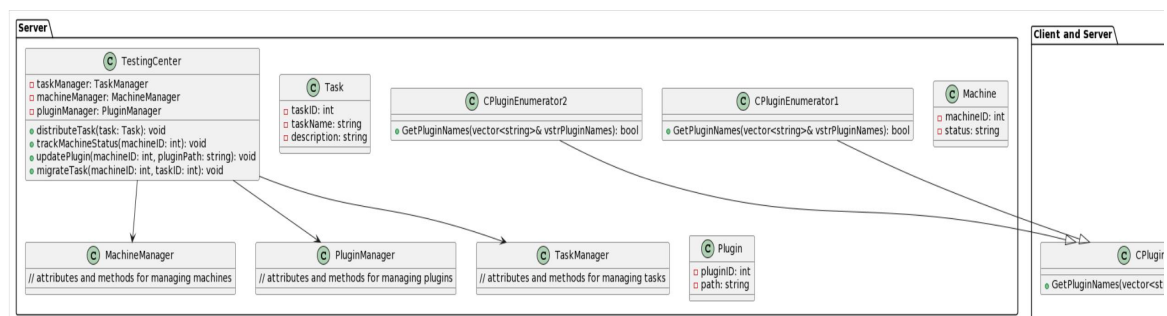 Server
Client and Server
C TestingCenter
taskManager: TaskManager
machineManager: MachineManager
pluginManager: PluginManager
distributeTask(task: Task): void
trackMachineStatus(machineID: int): void
updatePlugin(machineID: int, pluginPath: string): void
migrateTask(machineID: int, taskID: int): void
C Task
taskID: int
taskName: string
description: string
C CPluginEnumerator2
GetPluginNames(vector<string>& vstrPluginNames): bool
C CPluginEnumerator1
GetPluginNames(vector<string>& vstrPluginNames): bool
C Machine
machineID: int
status: string
C MachineManager
// attributes and methods for managing machines
C PluginManager
// attributes and methods for managing plugins
C TaskManager
// attributes and methods for managing tasks
C Plugin
pluginID: int
path: string
C CPlugin
GetPluginNames(vector<st